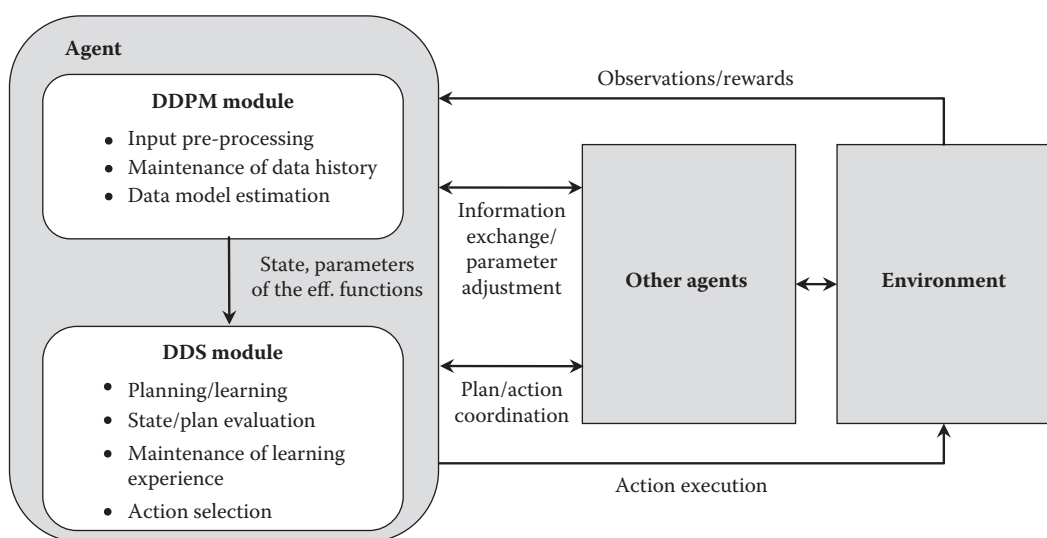 Agent
DDPM module
• Input pre-processing
• Maintenance of data history
• Data model estimation
State, parameters
of the eff. functions
DDS module
• Planning/learning
• State/plan evaluation
• Maintenance of learning
experience
• Action selection
Observations/rewards
Information
exchange/
parameter
adjustment
Plan/action
coordination
Other agents
Environment
Action execution